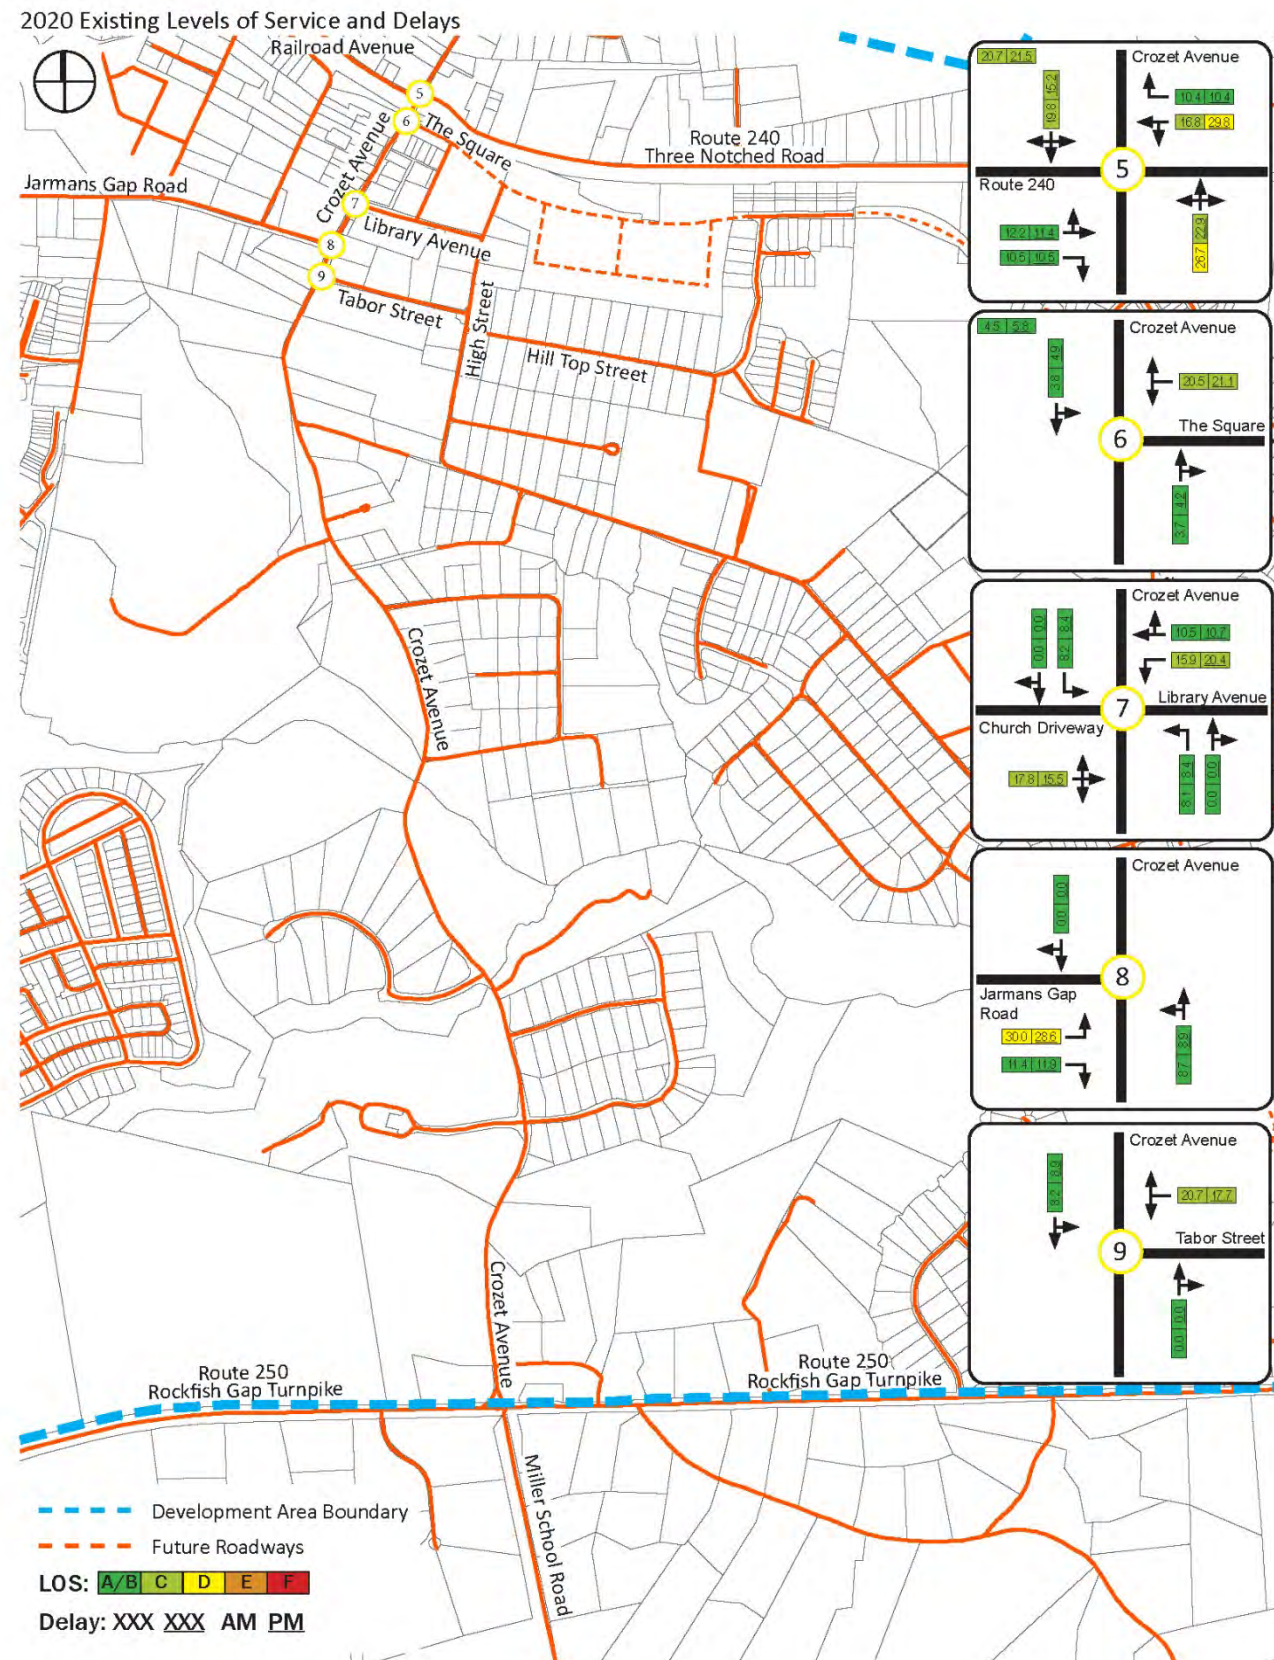 2020 Existing Levels of Service and Delays
Railroad Avenue
5
6
The Square
Crozet Avenue
Route 240
Three Notched Road
Jarmans Gap Road
7
Library Avenue
8
9
Tabor Street
High Street
Hill Top Street
Crozet Avenue
Crozet Avenue
Route 250
Rockfish Gap Turnpike
Route 250
Rockfish Gap Turnpike
Miller School Road
20.7 21.5
Crozet Avenue
19.8 15.2
10.4 10.4
16.8 29.8
5
Route 240
12.2 11.4
10.5 10.5
26.7 22.9
4.5 5.8
Crozet Avenue
3.8 4.9
20.5 21.1
The Square
6
3.7 4.2
Crozet Avenue
0.0 0.0
8.2 8.4
10.5 10.7
15.9 20.4
Library Avenue
7
Church Driveway
17.8 15.5
8.1 8.4
0.0 0.0
Crozet Avenue
0.0 0.0
8
Jarmans Gap
Road
30.0 28.6
11.4 11.9
8.7 8.9
Crozet Avenue
8.2 8.9
20.7 17.7
Tabor Street
9
0.0 0.0
Development Area Boundary
Future Roadways
LOS: A/B C D E F
Delay: XXX XXX AM PM